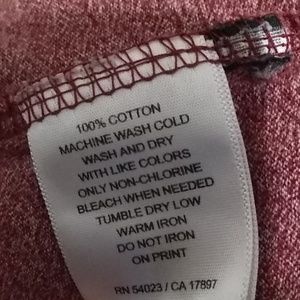 100% COTTON
MACHINE WASH COLD
WASH AND DRY
WITH LIKE COLORS
ONLY NON-CHLORINE
BLEACH WHEN NEEDED
TUMBLE DRY LOW
WARM IRON
DO NOT IRON
ON PRINT
RN 54023 / CA 17897